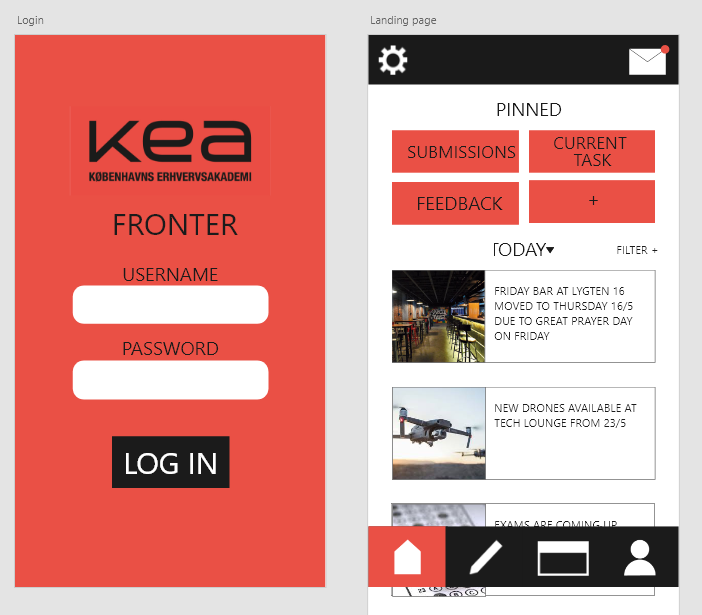 Login
kea
KØBENHAVNS ERHVERVSAKADEMI
FRONTER
USERNAME
PASSWORD
LOG IN
Landing page
PINNED
SUBMISSIONS
CURRENT
TASK
FEEDBACK
+
TODAY▾
FILTER +
FRIDAY BAR AT LYGTEN 16
MOVED TO THURSDAY 16/5
DUE TO GREAT PRAYER DAY
ON FRIDAY
NEW DRONES AVAILABLE AT
TECH LOUNGE FROM 23/5
EXAMS ARE COMING UP